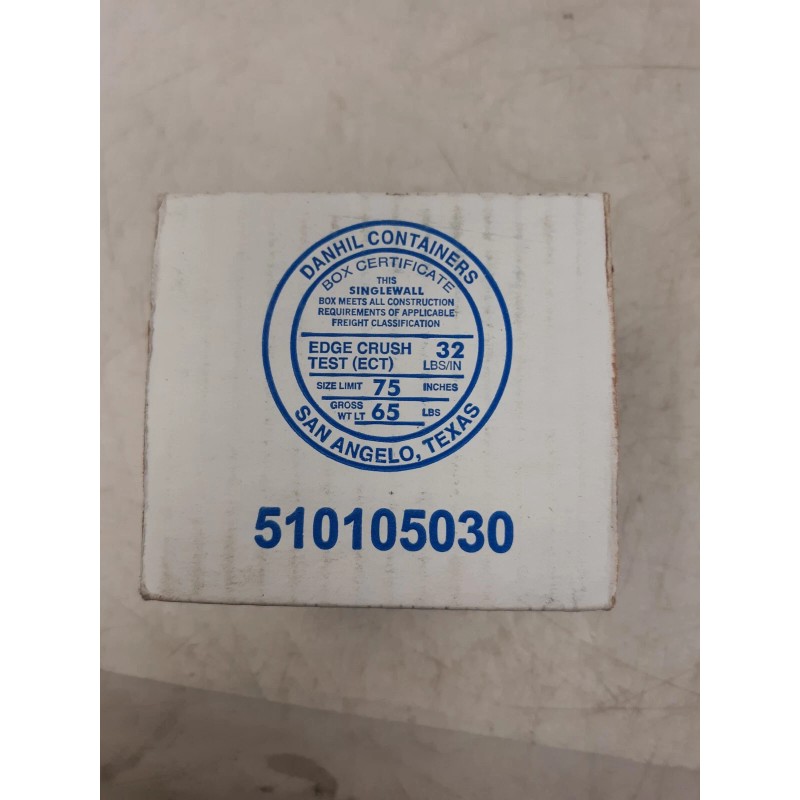 DANHIL CONTAINERS
BOX CERTIFICATE
THIS
SINGLEWALL
BOX MEETS ALL CONSTRUCTION
REQUIREMENTS OF APPLICABLE
FREIGHT CLASSIFICATION
EDGE CRUSH 32
TEST (ECT) LBS/IN
SIZE LIMIT 75 INCHES
GROSS
WT LT 65 LBS
SAN ANGELO, TEXAS
510105030